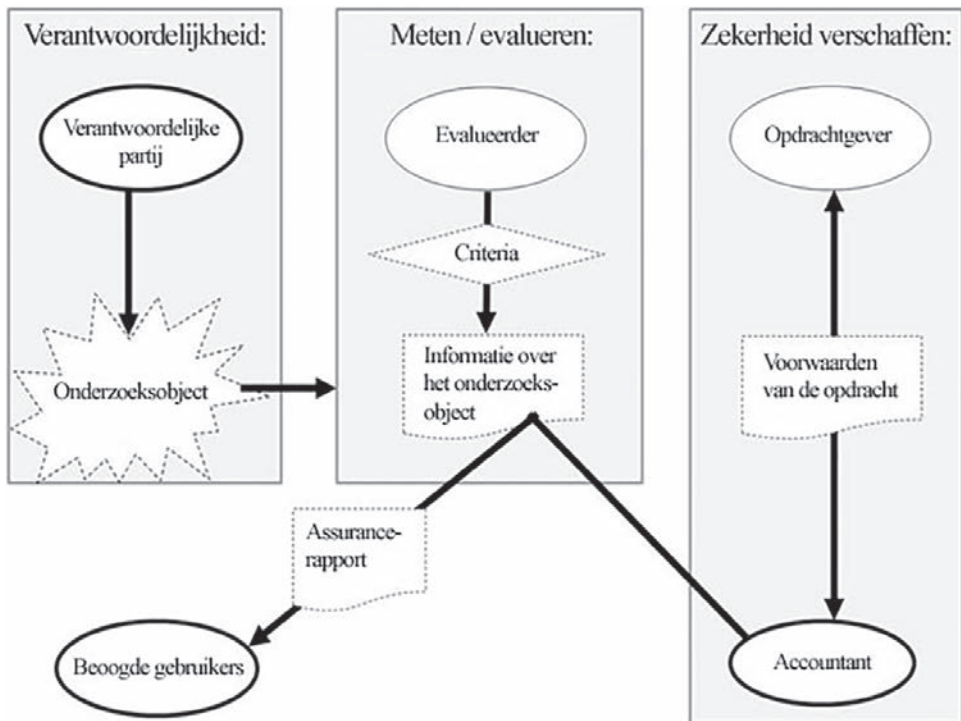 Verantwoordelijkheid:
Verantwoordelijke
partij
Onderzoeksobject
Meten / evalueren:
Evalueerder
Criteria
Informatie over
het onderzoeks-
object
Zekerheid verschaffen:
Opdrachtgever
Voorwaarden
van de opdracht
Accountant
Assurance-
rapport
Beoogde gebruikers